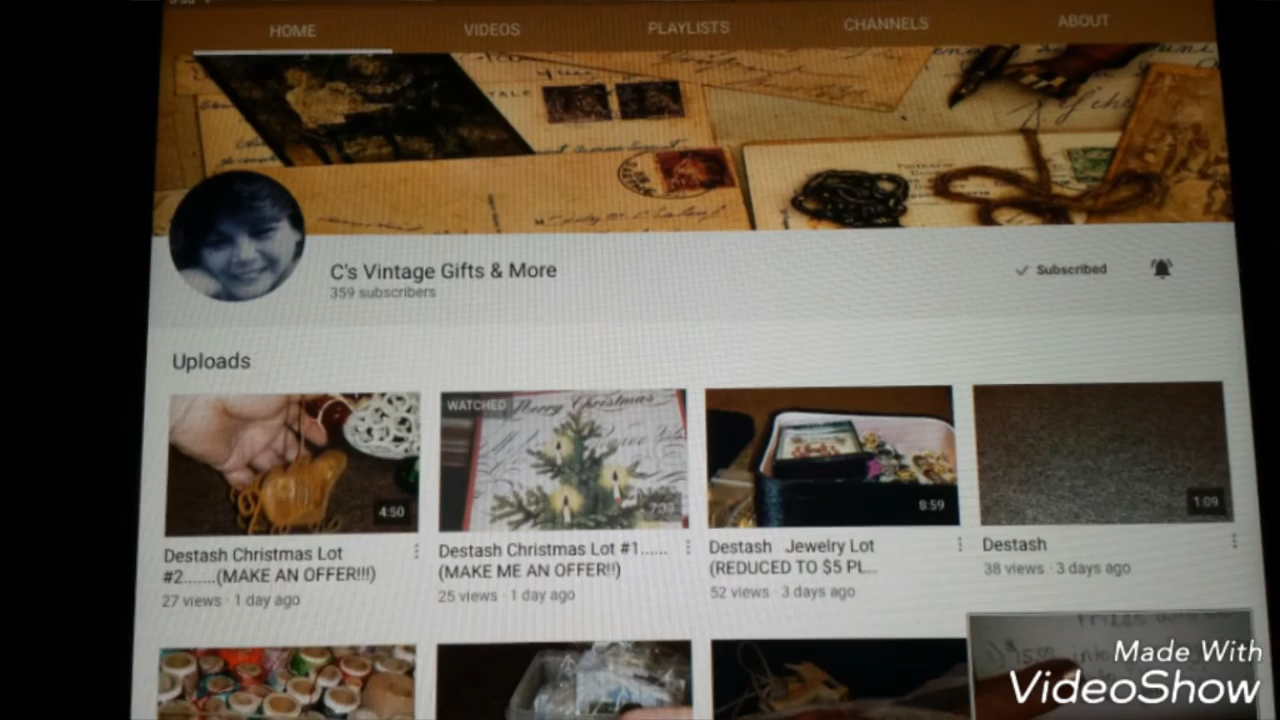 HOME VIDEOS PLAYLISTS CHANNELS ABOUT
C's Vintage Gifts & More
359 subscribers
Subscribed
Uploads
WATCHED
Merry Christmas
4:50
8:59
1:09
Destash Christmas Lot
#2.......(MAKE AN OFFER!!!)
27 views · 1 day ago
Destash Christmas Lot #1......
(MAKE ME AN OFFER!!)
25 views · 1 day ago
Destash Jewelry Lot
(REDUCED TO $5 PL...
52 views · 3 days ago
Destash
38 views · 3 days ago
Made With
VideoShow